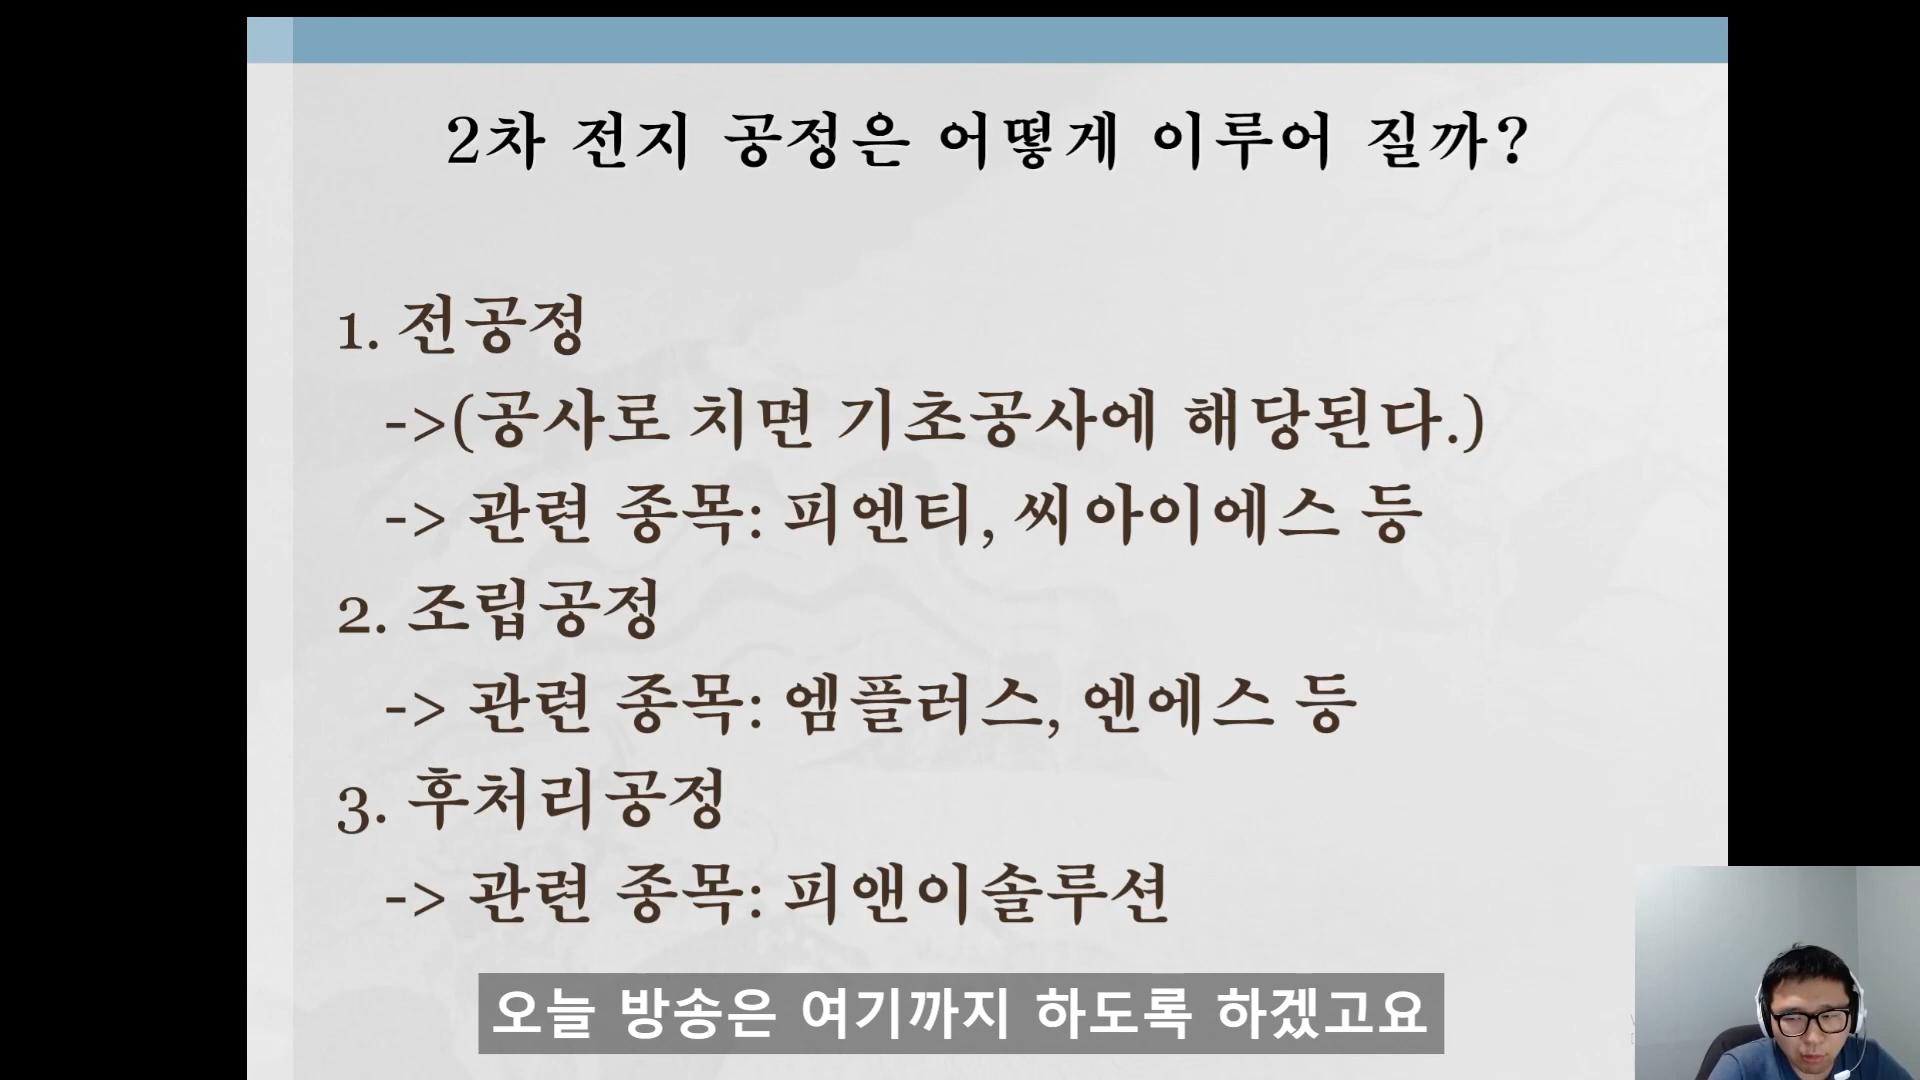 2차 전지 공정은 어떻게 이루어 질까?
1. 전공정
->(공사로 치면 기초공사에 해당된다.)
-> 관련 종목: 피엔티, 씨아이에스 등
2. 조립공정
-> 관련 종목: 엠플러스, 엔에스 등
3. 후처리공정
-> 관련 종목: 피앤이솔루션
오늘 방송은 여기까지 하도록 하겠고요